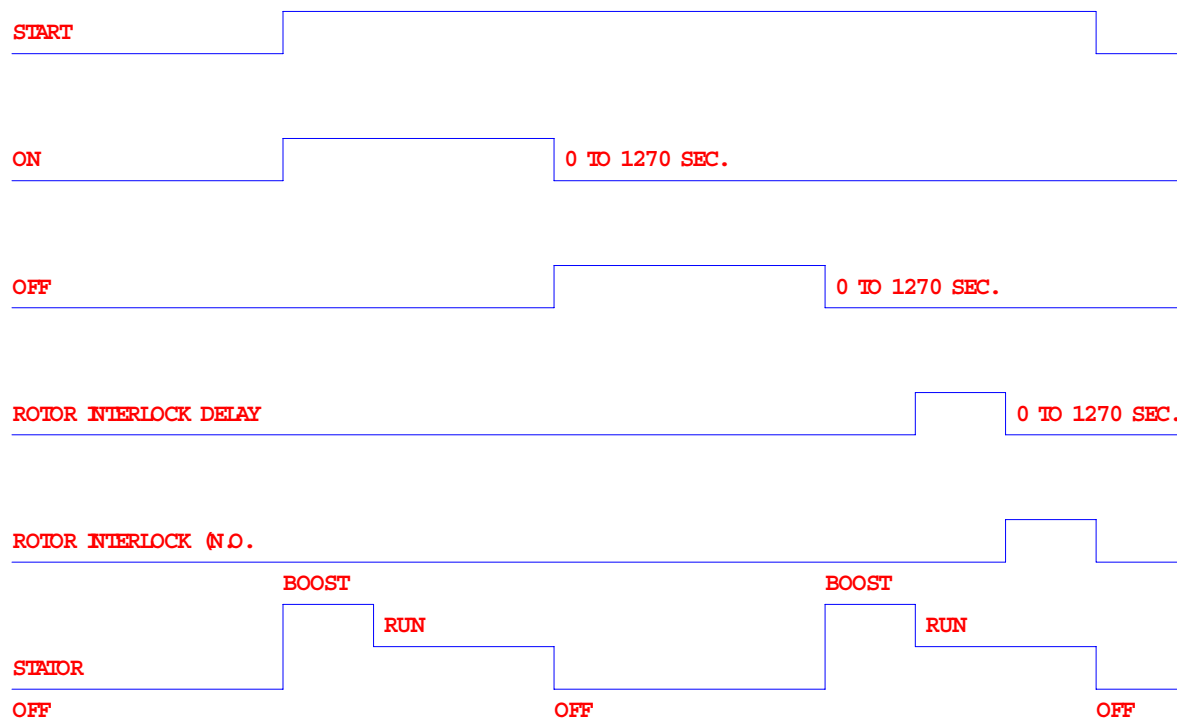 START
ON 0 TO 1270 SEC.
OFF 0 TO 1270 SEC.
ROTOR INTERLOCK DELAY 0 TO 1270 SEC.
ROTOR INTERLOCK (N.O.
BOOST BOOST
RUN RUN
STATOR
OFF OFF OFF